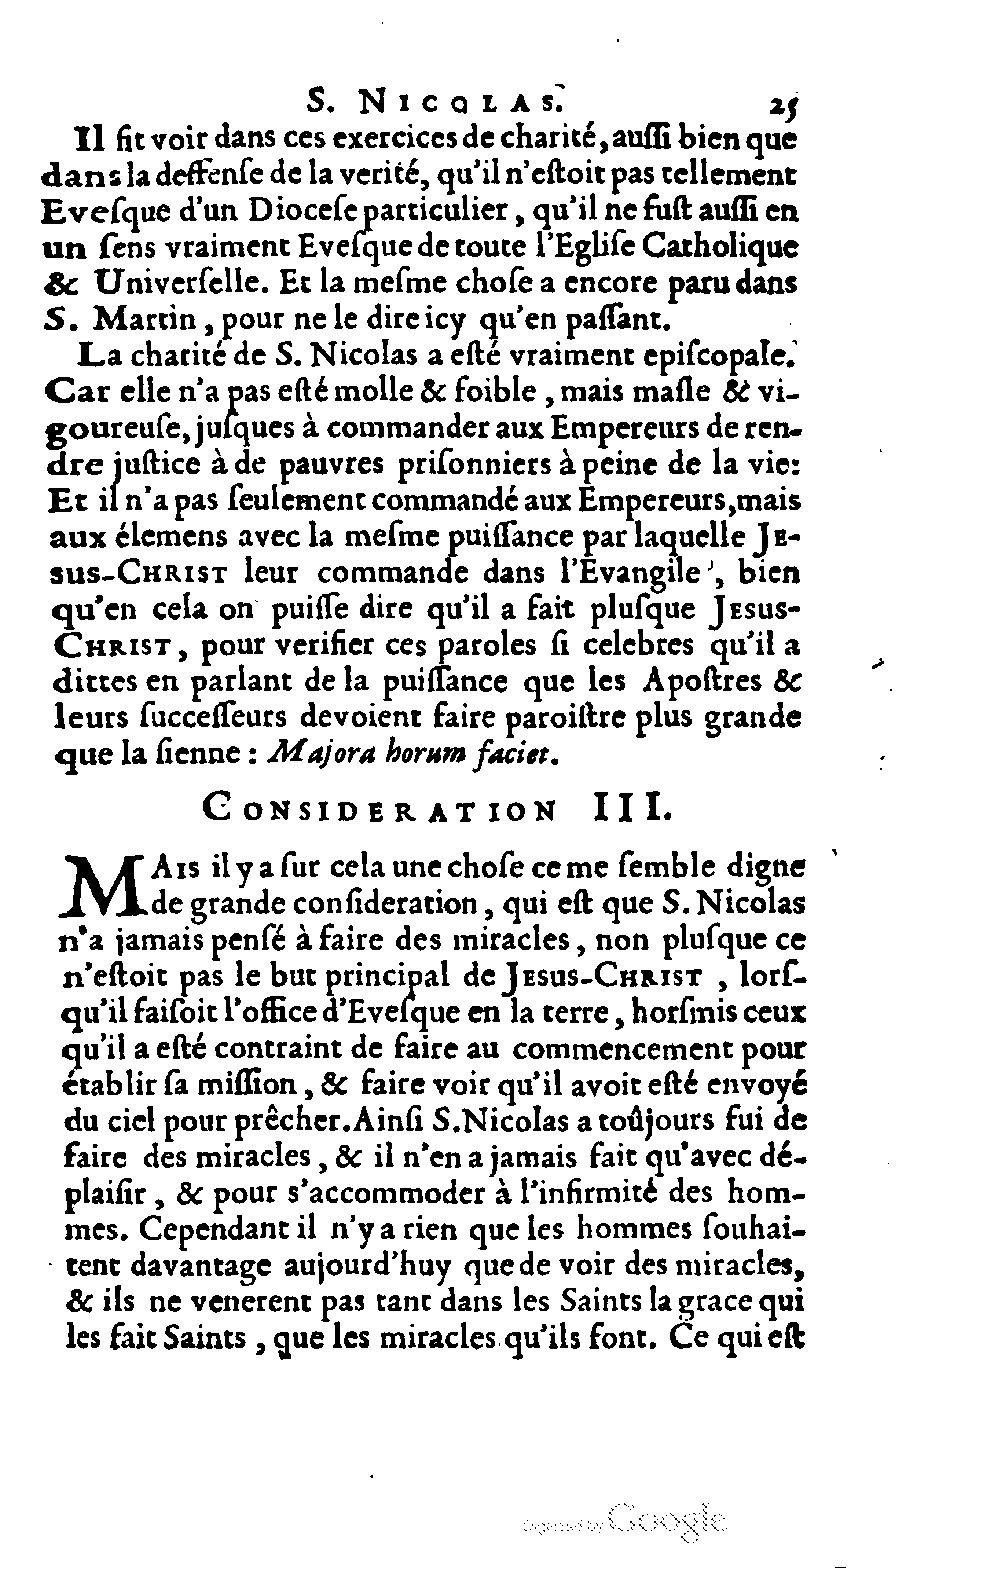 S. NICOLAS. 25
Il fit voir dans ces exercices de charité, auſſi bien que
dans la deffenſe de la verité, qu'il n'eſtoit pas tellement
Eveſque d'un Dioceſe particulier, qu'il ne fuſt auſſi en
un ſens vraiment Eveſque de toute l'Egliſe Catholique
& Univerſelle. Et la meſme choſe a encore paru dans
S. Martin, pour ne le dire icy qu'en paſſant.
La charité de S. Nicolas a eſté vraiment epiſcopale.
Car elle n'a pas eſté molle & foible, mais maſle & vi-
goureuſe, juſques à commander aux Empereurs de ren-
dre juſtice à de pauvres priſonniers à peine de la vie:
Et il n'a pas ſeulement commandé aux Empereurs, mais
aux élemens avec la meſme puiſſance par laquelle JE-
SUS-CHRIST leur commande dans l'Evangile, bien
qu'en cela on puiſſe dire qu'il a fait pluſque JESUS-
CHRIST, pour verifier ces paroles ſi celebres qu'il a
dittes en parlant de la puiſſance que les Apoſtres &
leurs ſucceſſeurs devoient faire paroiſtre plus grande
que la ſienne : Majora horum faciet.
CONSIDERATION III.
MAIS il y a ſur cela une choſe ce me ſemble digne
de grande conſideration, qui eſt que S. Nicolas
n'a jamais penſé à faire des miracles, non pluſque ce
n'eſtoit pas le but principal de JESUS-CHRIST, lorſ-
qu'il faiſoit l'office d'Eveſque en la terre, horſmis ceux
qu'il a eſté contraint de faire au commencement pour
établir ſa miſſion, & faire voir qu'il avoit eſté envoyé
du ciel pour prêcher. Ainſi S. Nicolas a toûjours fui de
faire des miracles, & il n'en a jamais fait qu'avec dé-
plaiſir, & pour s'accommoder à l'infirmité des hom-
mes. Cependant il n'y a rien que les hommes ſouhai-
tent davantage aujourd'huy que de voir des miracles,
& ils ne venerent pas tant dans les Saints la grace qui
les fait Saints, que les miracles qu'ils font. Ce qui eſt
Digitized by Google